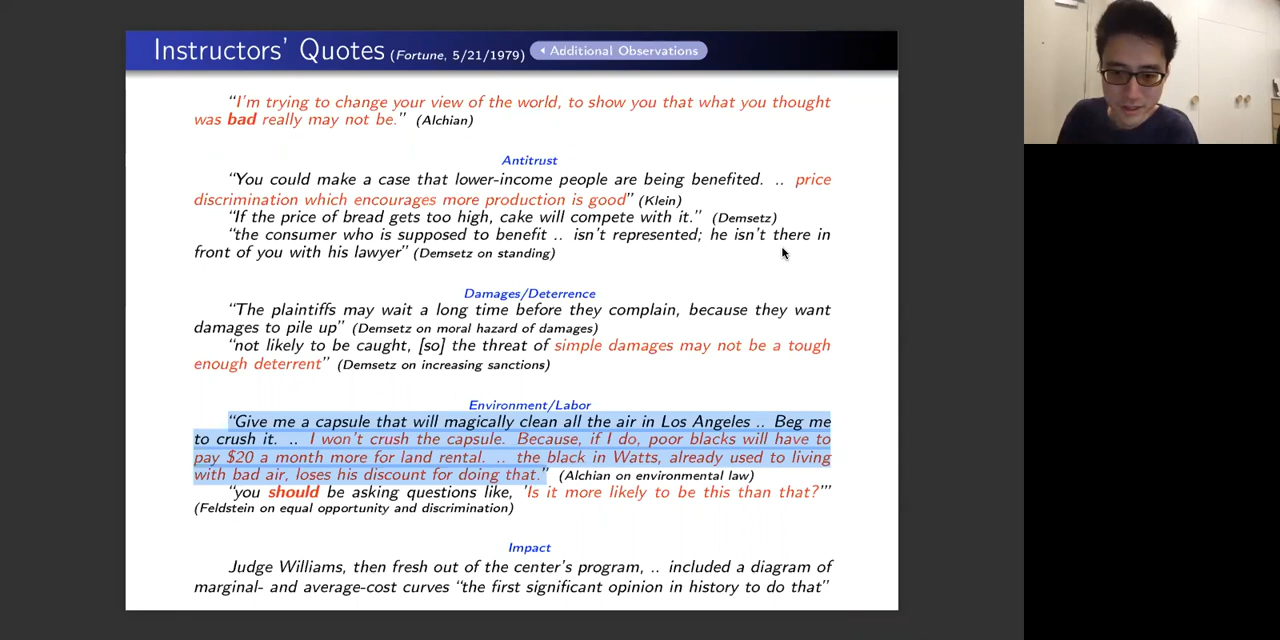 Instructors' Quotes (Fortune, 5/21/1979) Additional Observations
"I'm trying to change your view of the world, to show you that what you thought
was bad really may not be." (Alchian)
Antitrust
"You could make a case that lower-income people are being benefited. .. price
discrimination which encourages more production is good" (Klein)
"If the price of bread gets too high, cake will compete with it." (Demsetz)
"the consumer who is supposed to benefit .. isn't represented; he isn't there in
front of you with his lawyer" (Demsetz on standing)
Damages/Deterrence
"The plaintiffs may wait a long time before they complain, because they want
damages to pile up" (Demsetz on moral hazard of damages)
"not likely to be caught, [so] the threat of simple damages may not be a tough
enough deterrent" (Demsetz on increasing sanctions)
Environment/Labor
"Give me a capsule that will magically clean all the air in Los Angeles .. Beg me
to crush it. .. I won't crush the capsule. Because, if I do, poor blacks will have to
pay $20 a month more for land rental. .. the black in Watts, already used to living
with bad air, loses his discount for doing that." (Alchian on environmental law)
"you should be asking questions like, 'Is it more likely to be this than that?'"
(Feldstein on equal opportunity and discrimination)
Impact
Judge Williams, then fresh out of the center's program, .. included a diagram of
marginal- and average-cost curves "the first significant opinion in history to do that"